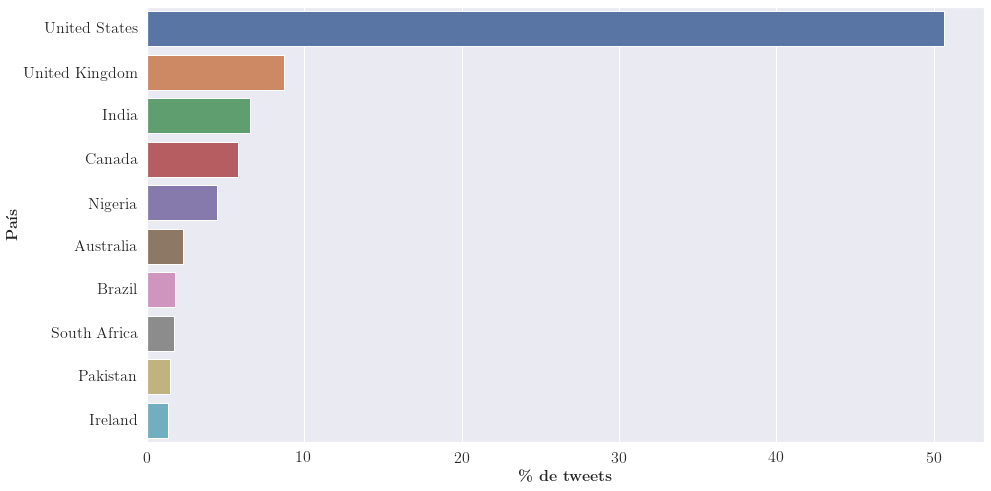 United States
United Kingdom
India
Canada
Nigeria
Australia
Brazil
South Africa
Pakistan
Ireland
País
0 10 20 30 40 50
% de tweets